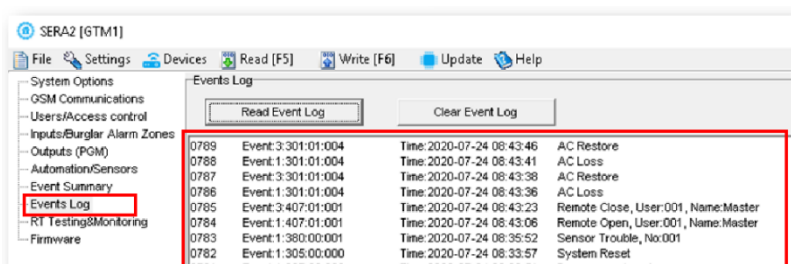 SERA2 [GTM1]
File Settings Devices Read [F5] Write [F6] Update Help
System Options
GSM Communications
Users/Access control
Inputs/Burglar Alarm Zones
Outputs (PGM)
Automation/Sensors
Event Summary
Events Log
RT Testing&Monitoring
Firmware
Events Log
Read Event Log Clear Event Log
0789 Event:3:301:01:004 Time:2020-07-24 08:43:46 AC Restore
0788 Event:1:301:01:004 Time:2020-07-24 08:43:41 AC Loss
0787 Event:3:301:01:004 Time:2020-07-24 08:43:38 AC Restore
0786 Event:1:301:01:004 Time:2020-07-24 08:43:36 AC Loss
0785 Event:3:407:01:001 Time:2020-07-24 08:43:23 Remote Close, User:001, Name:Master
0784 Event:1:407:01:001 Time:2020-07-24 08:43:06 Remote Open, User:001, Name:Master
0783 Event:1:380:00:001 Time:2020-07-24 08:35:52 Sensor Trouble, No:001
0782 Event:1:305:00:000 Time:2020-07-24 08:33:57 System Reset